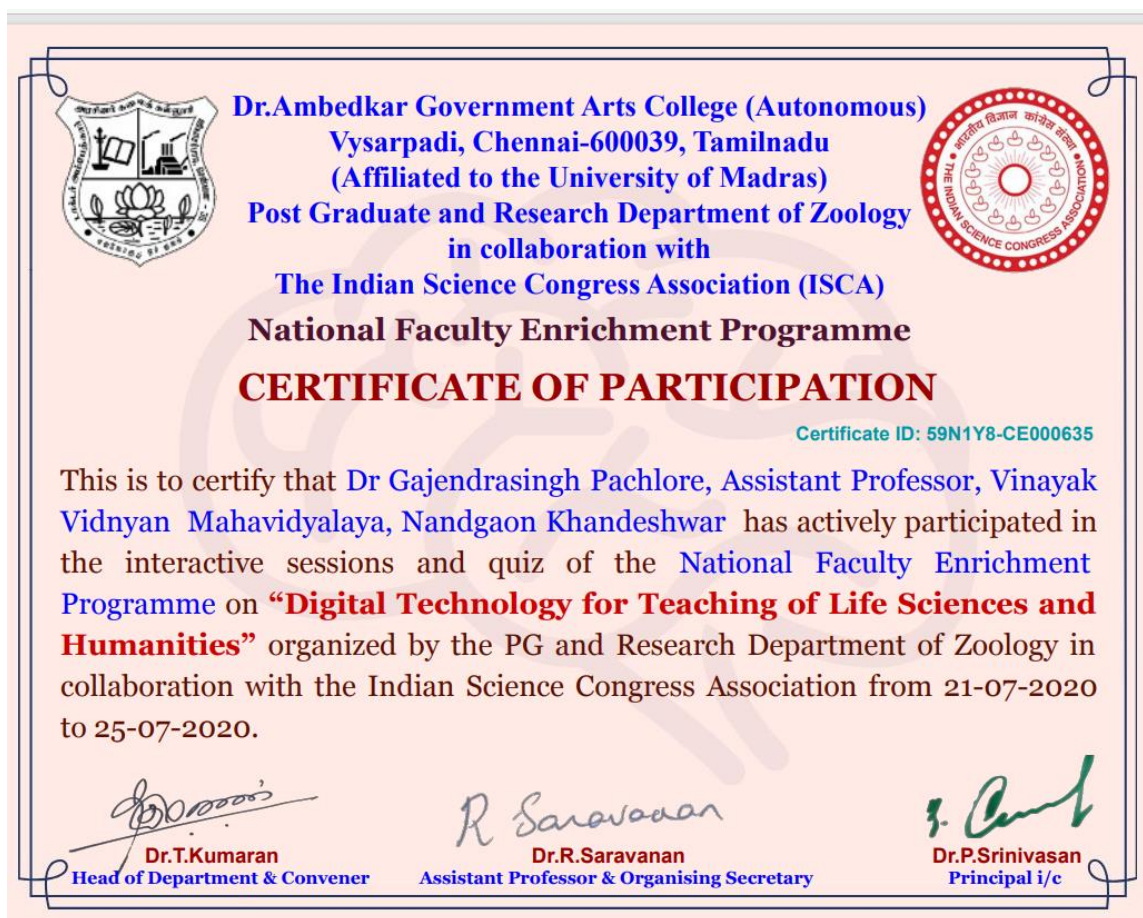 Dr.Ambedkar Government Arts College (Autonomous)
Vysarpadi, Chennai-600039, Tamilnadu
(Affiliated to the University of Madras)
Post Graduate and Research Department of Zoology
in collaboration with
The Indian Science Congress Association (ISCA)
भारतीय विज्ञान कांग्रेस संस्था
THE INDIAN SCIENCE CONGRESS ASSOCIATION
National Faculty Enrichment Programme
CERTIFICATE OF PARTICIPATION
Certificate ID: 59N1Y8-CE000635
This is to certify that Dr Gajendrasingh Pachlore, Assistant Professor, Vinayak
Vidnyan Mahavidyalaya, Nandgaon Khandeshwar has actively participated in
the interactive sessions and quiz of the National Faculty Enrichment
Programme on “Digital Technology for Teaching of Life Sciences and
Humanities” organized by the PG and Research Department of Zoology in
collaboration with the Indian Science Congress Association from 21-07-2020
to 25-07-2020.
R Saravanan
Dr.T.Kumaran
Head of Department & Convener
Dr.R.Saravanan
Assistant Professor & Organising Secretary
Dr.P.Srinivasan
Principal i/c